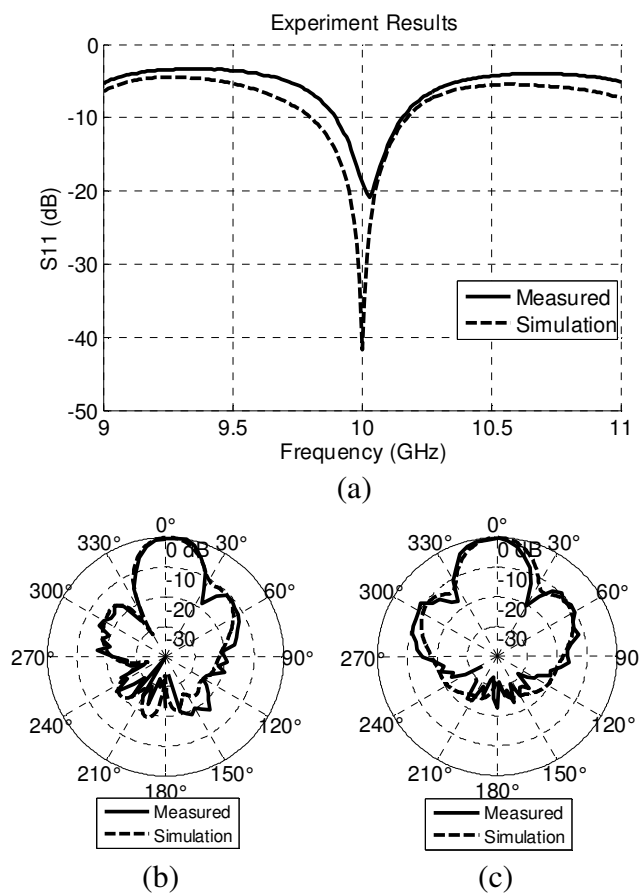 Experiment Results
0
-10
-20
-30
-40
-50
S11 (dB)
9
9.5
10
10.5
11
Frequency (GHz)
Measured
Simulation
(a)
0°
30°
60°
90°
120°
150°
180°
210°
240°
270°
300°
330°
0 dB
-10
-20
-30
Measured
Simulation
(b)
0°
30°
60°
90°
120°
150°
180°
210°
240°
270°
300°
330°
0 dB
-10
-20
-30
Measured
Simulation
(c)